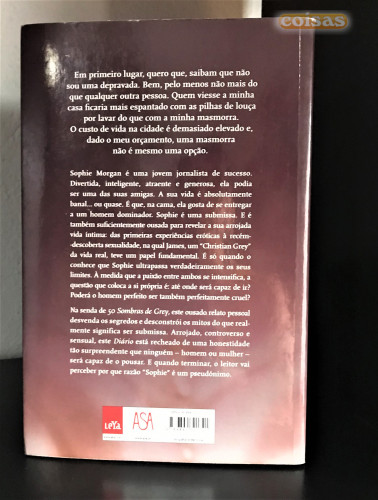 coisas
Em primeiro lugar, quero que, saibam que não
sou uma depravada. Bem, pelo menos não mais do
que qualquer outra pessoa. Quem viesse a minha
casa ficaria mais espantado com as pilhas de louça
por lavar do que com a minha masmorra.
O custo de vida na cidade é demasiado elevado e,
dado o meu orçamento, uma masmorra
não é mesmo uma opção.
Sophie Morgan é uma jovem jornalista de sucesso.
Divertida, inteligente, atraente e generosa, ela podia
ser uma das suas amigas. A sua vida é absolutamente
banal... ou quase. É que, na cama, ela gosta de se entregar
a um homem dominador. Sophie é uma submissa. E é
também suficientemente ousada para revelar a sua arrojada
vida íntima: das primeiras experiências eróticas à recém-
-descoberta sexualidade, na qual James, um "Christian Grey"
da vida real, teve um papel fundamental. É só quando o
conhece que Sophie ultrapassa verdadeiramente os seus
limites. À medida que a paixão entre ambos se intensifica, a
questão que coloca a si própria é: até onde será capaz de ir?
Poderá o homem perfeito ser também perfeitamente cruel?
Na senda de 50 Sombras de Grey, este ousado relato pessoal
desvenda os segredos e desconstrói os mitos do que real-
mente significa ser submissa. Arrojado, controverso e
sensual, este Diário está recheado de uma honestidade
tão surpreendente que ninguém – homem ou mulher –
será capaz de o pousar. E quando terminar, o leitor vai
perceber por que razão "Sophie" é um pseudónimo.
LeYa
ASA